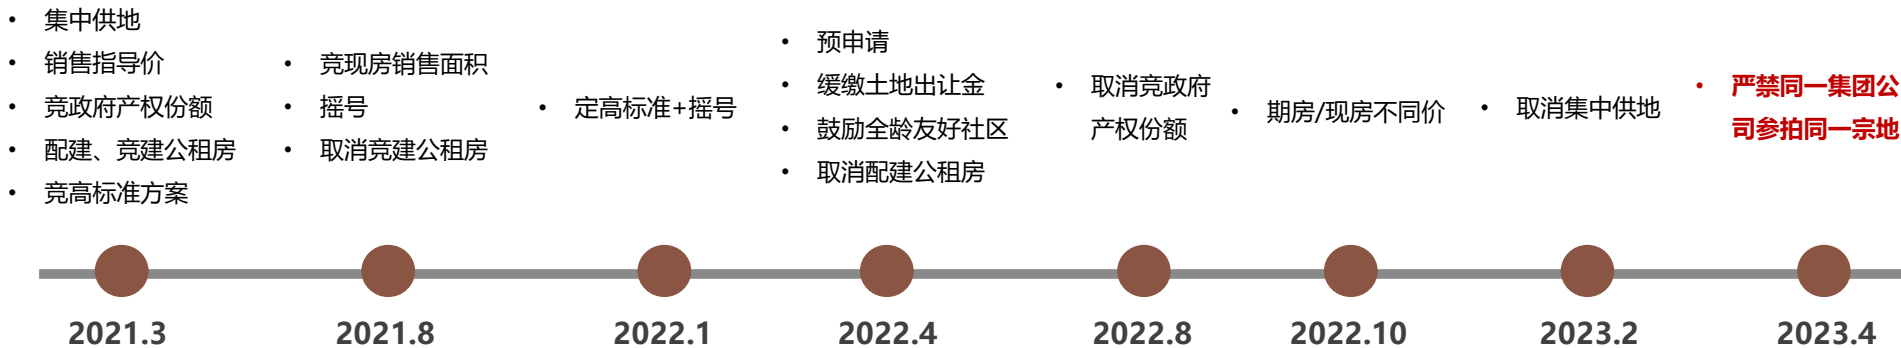 • 集中供地
• 销售指导价
• 竞政府产权份额
• 配建、竞建公租房
• 竞高标准方案
• 竞现房销售面积
• 摇号
• 取消竞建公租房
• 定高标准+摇号
• 预申请
• 缓缴土地出让金
• 鼓励全龄友好社区
• 取消配建公租房
• 取消竞政府
产权份额
• 期房/现房不同价
• 取消集中供地
• 严禁同一集团公
司参拍同一宗地
2021.3
2021.8
2022.1
2022.4
2022.8
2022.10
2023.2
2023.4